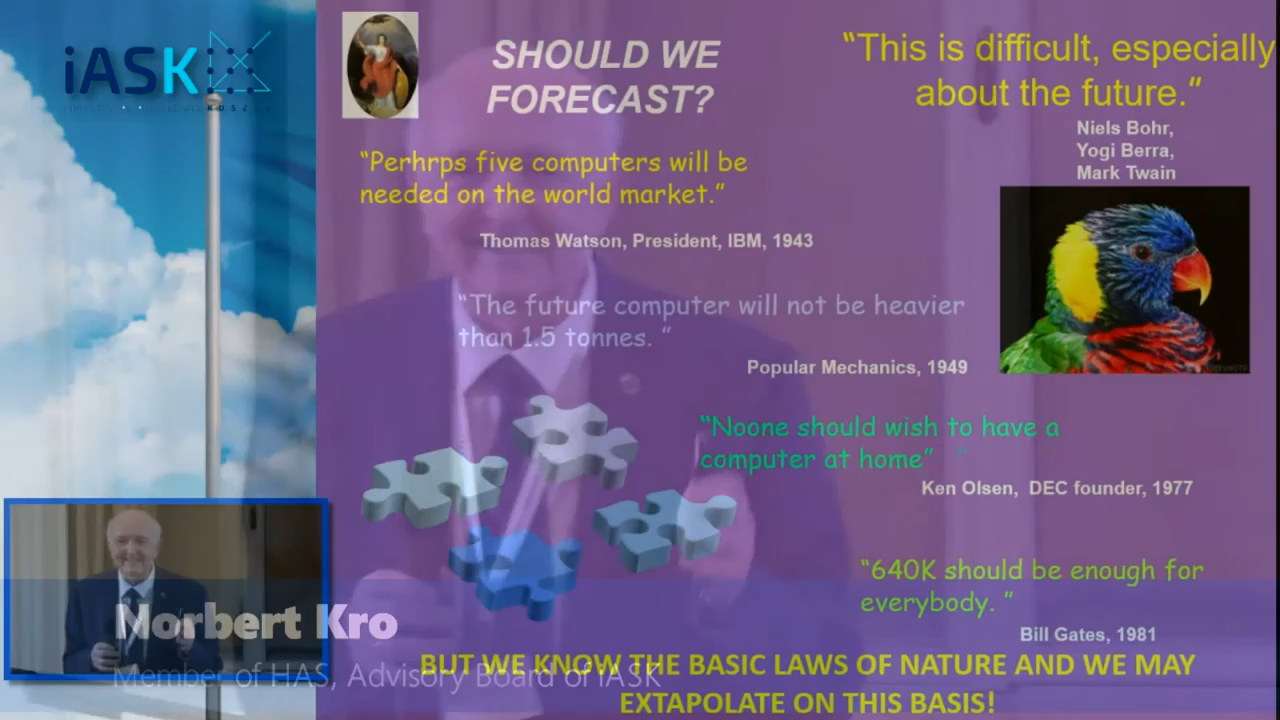 iASK
SHOULD WE
FORECAST?
“This is difficult, especially
about the future.“
Niels Bohr,
Yogi Berra,
Mark Twain
“Perhrps five computers will be
needed on the world market.”
Thomas Watson, President, IBM, 1943
“The future computer will not be heavier
than 1.5 tonnes. ”
Popular Mechanics, 1949
“Noone should wish to have a
computer at home”
Ken Olsen, DEC founder, 1977
“640K should be enough for
everybody. ”
Bill Gates, 1981
Norbert Kro
Member of HAS, Advisory Board of iASK
BUT WE KNOW THE BASIC LAWS OF NATURE AND WE MAY
EXTAPOLATE ON THIS BASIS!